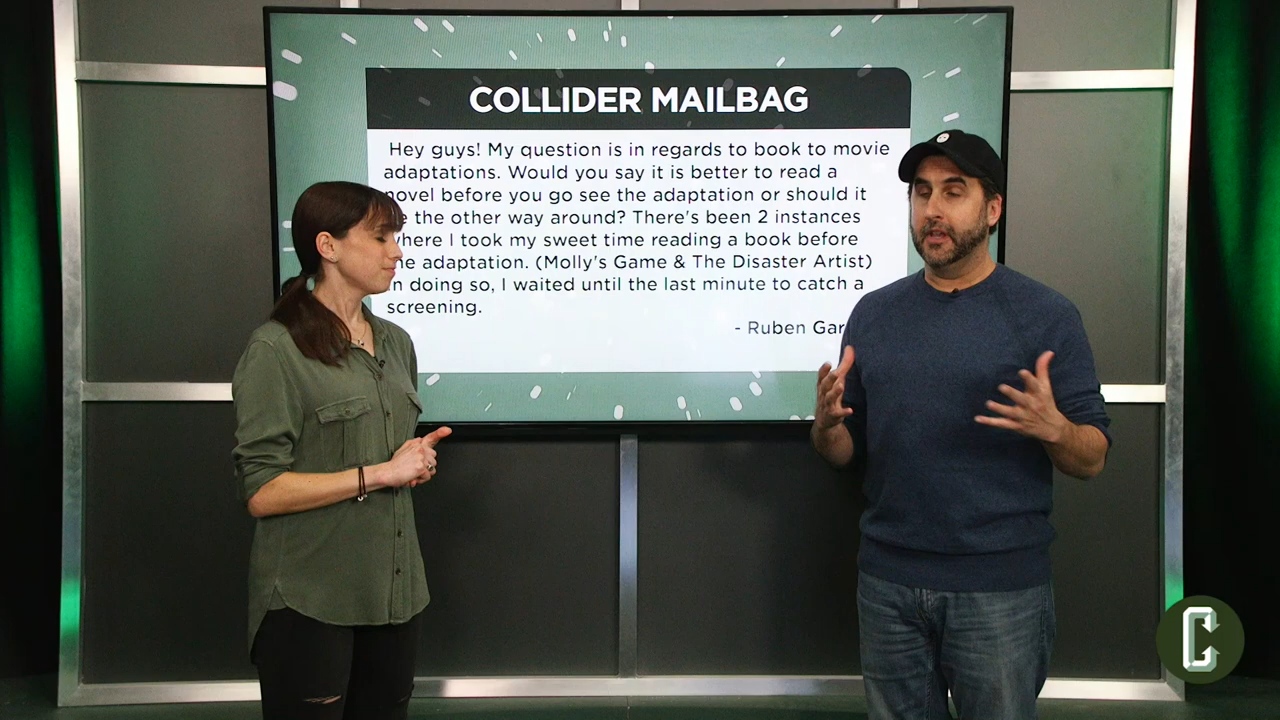 COLLIDER MAILBAG
Hey guys! My question is in regards to book to movie
adaptations. Would you say it is better to read a
novel before you go see the adaptation or should it
the other way around? There's been 2 instances
where I took my sweet time reading a book before
the adaptation. (Molly's Game & The Disaster Artist)
In doing so, I waited until the last minute to catch a
screening.
- Ruben
C